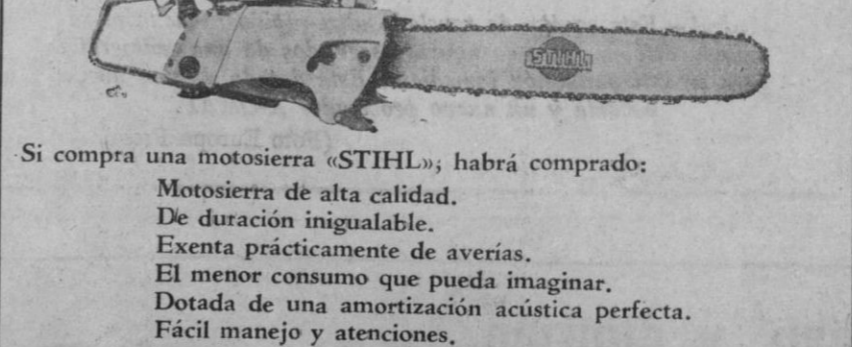 STIHL
Si compra una motosierra «STIHL»; habrá comprado:
Motosierra de alta calidad.
De duración inigualable.
Exenta prácticamente de averías.
El menor consumo que pueda imaginar.
Dotada de una amortización acústica perfecta.
Fácil manejo y atenciones.